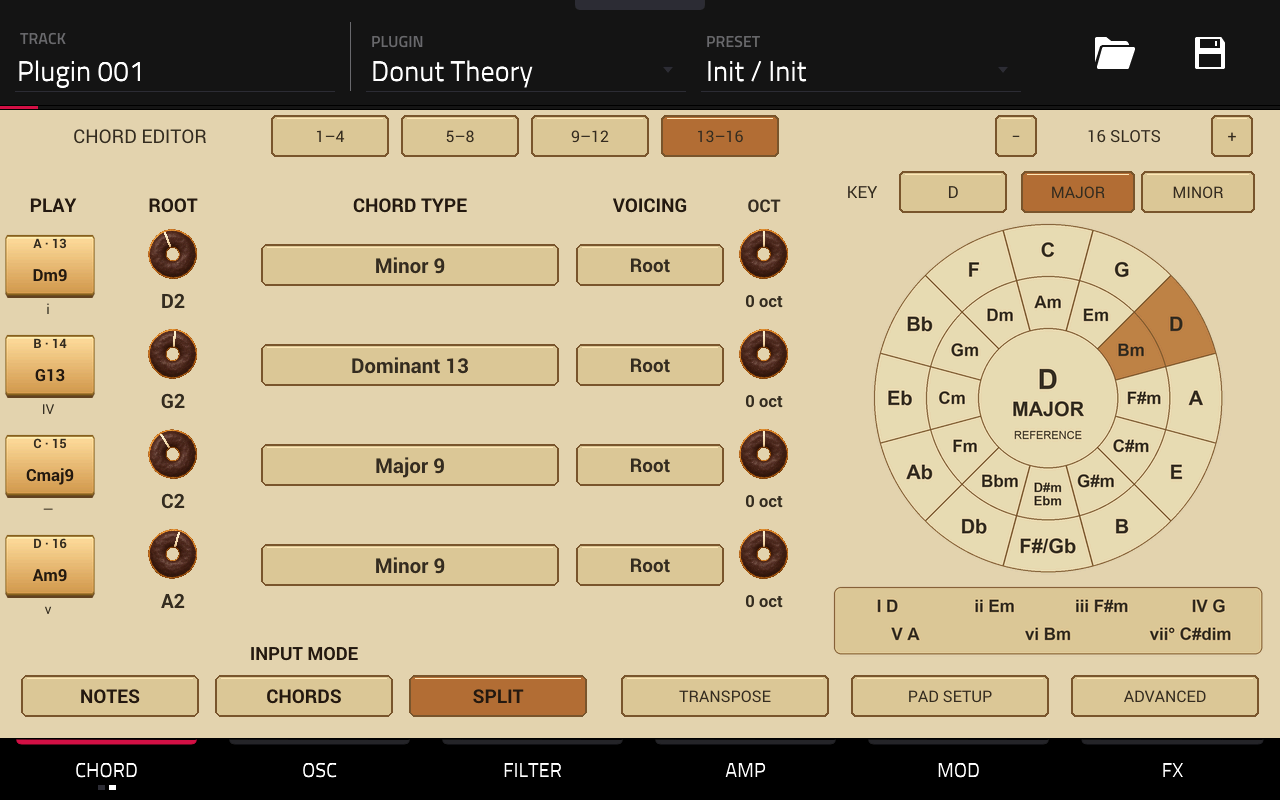 TRACK
Plugin 001
PLUGIN
Donut Theory
PRESET
Init / Init
CHORD EDITOR
1–4
5–8
9–12
13–16
−
16 SLOTS
+
KEY
D
MAJOR
MINOR
PLAY
ROOT
CHORD TYPE
VOICING
OCT
A · 13
Dm9
i
D2
Minor 9
Root
0 oct
B · 14
G13
IV
G2
Dominant 13
Root
0 oct
C · 15
Cmaj9
—
C2
Major 9
Root
0 oct
D · 16
Am9
v
A2
Minor 9
Root
0 oct
C
G
D
A
E
B
F#/Gb
Db
Ab
Eb
Bb
F
Am
Em
Bm
F#m
C#m
G#m
D#m
Ebm
Bbm
Fm
Cm
Gm
Dm
D
MAJOR
REFERENCE
I D
ii Em
iii F#m
IV G
V A
vi Bm
vii° C#dim
INPUT MODE
NOTES
CHORDS
SPLIT
TRANSPOSE
PAD SETUP
ADVANCED
CHORD
OSC
FILTER
AMP
MOD
FX